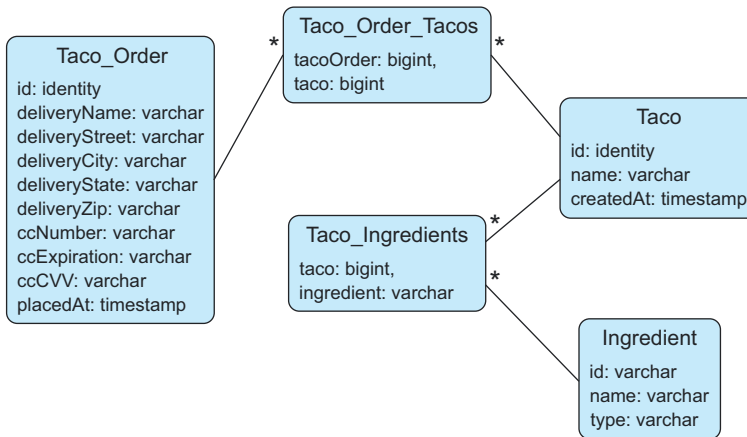 Taco_Order
id: identity
deliveryName: varchar
deliveryStreet: varchar
deliveryCity: varchar
deliveryState: varchar
deliveryZip: varchar
ccNumber: varchar
ccExpiration: varchar
ccCVV: varchar
placedAt: timestamp
*
Taco_Order_Tacos
tacoOrder: bigint,
taco: bigint
*
Taco
id: identity
name: varchar
createdAt: timestamp
*
Taco_Ingredients
taco: bigint,
ingredient: varchar
*
Ingredient
id: varchar
name: varchar
type: varchar